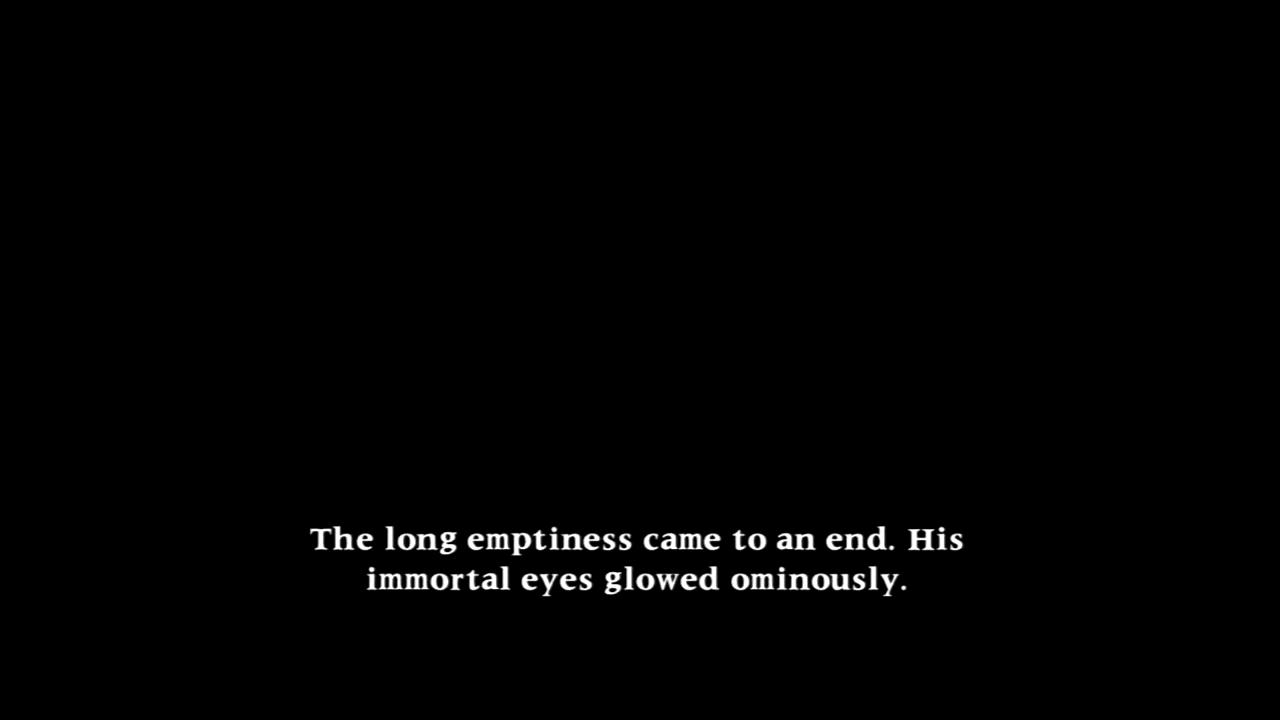 The long emptiness came to an end. His
immortal eyes glowed ominously.